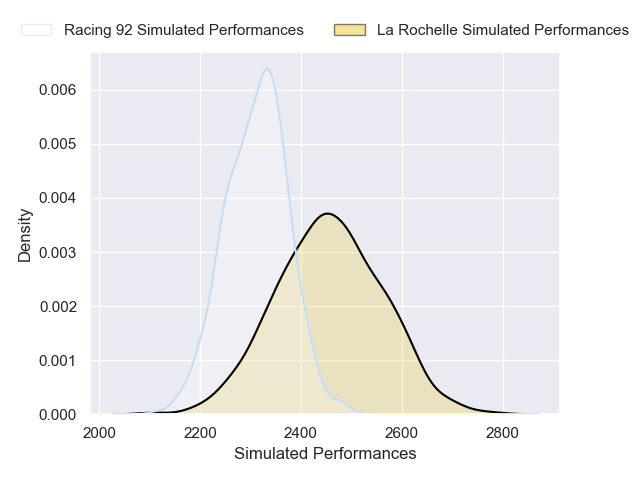 Racing 92 Simulated Performances La Rochelle Simulated Performances
0.006
0.005
0.004
0.003
0.002
0.001
0.000
Density
2000 2200 2400 2600 2800
Simulated Performances